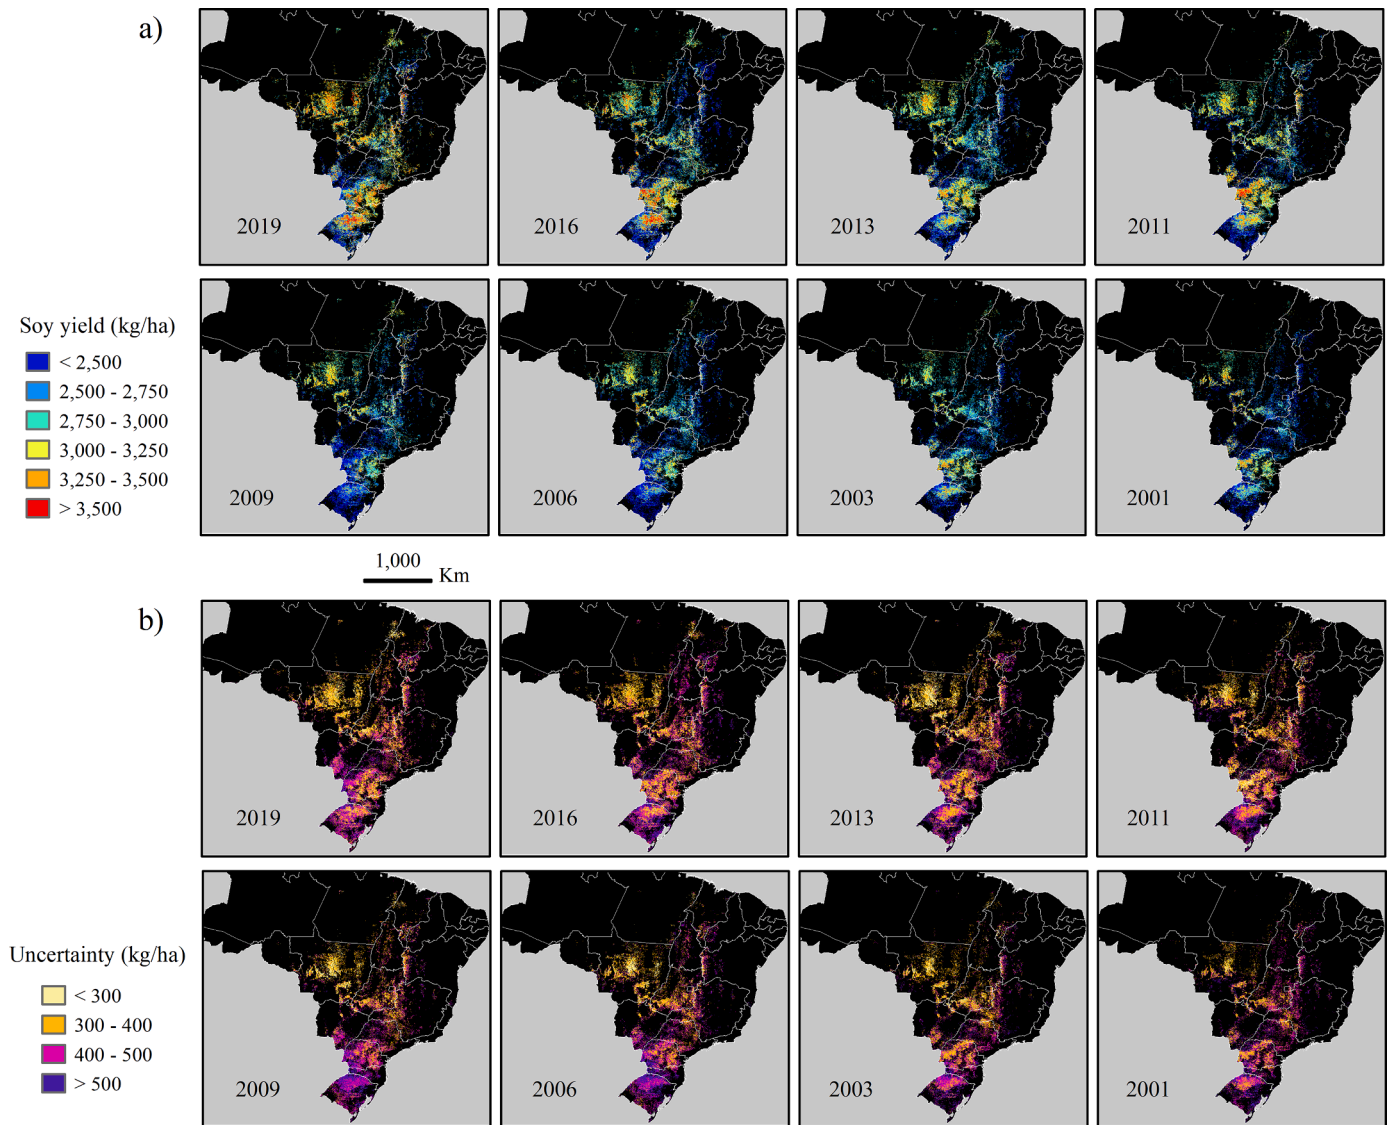 a)
2019
2016
2013
2011
Soy yield (kg/ha)
< 2,500
2,500 - 2,750
2,750 - 3,000
3,000 - 3,250
3,250 - 3,500
> 3,500
2009
2006
2003
2001
1,000
Km
b)
2019
2016
2013
2011
Uncertainty (kg/ha)
< 300
300 - 400
400 - 500
> 500
2009
2006
2003
2001